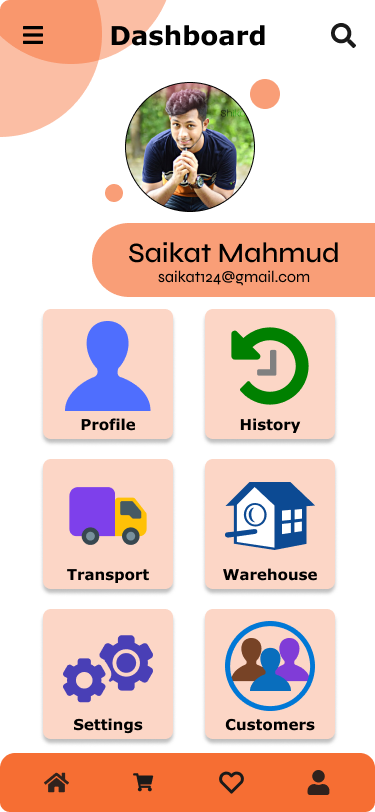 Dashboard
Saikat Mahmud
saikat124@gmail.com
Profile
History
Transport
Warehouse
Settings
Customers